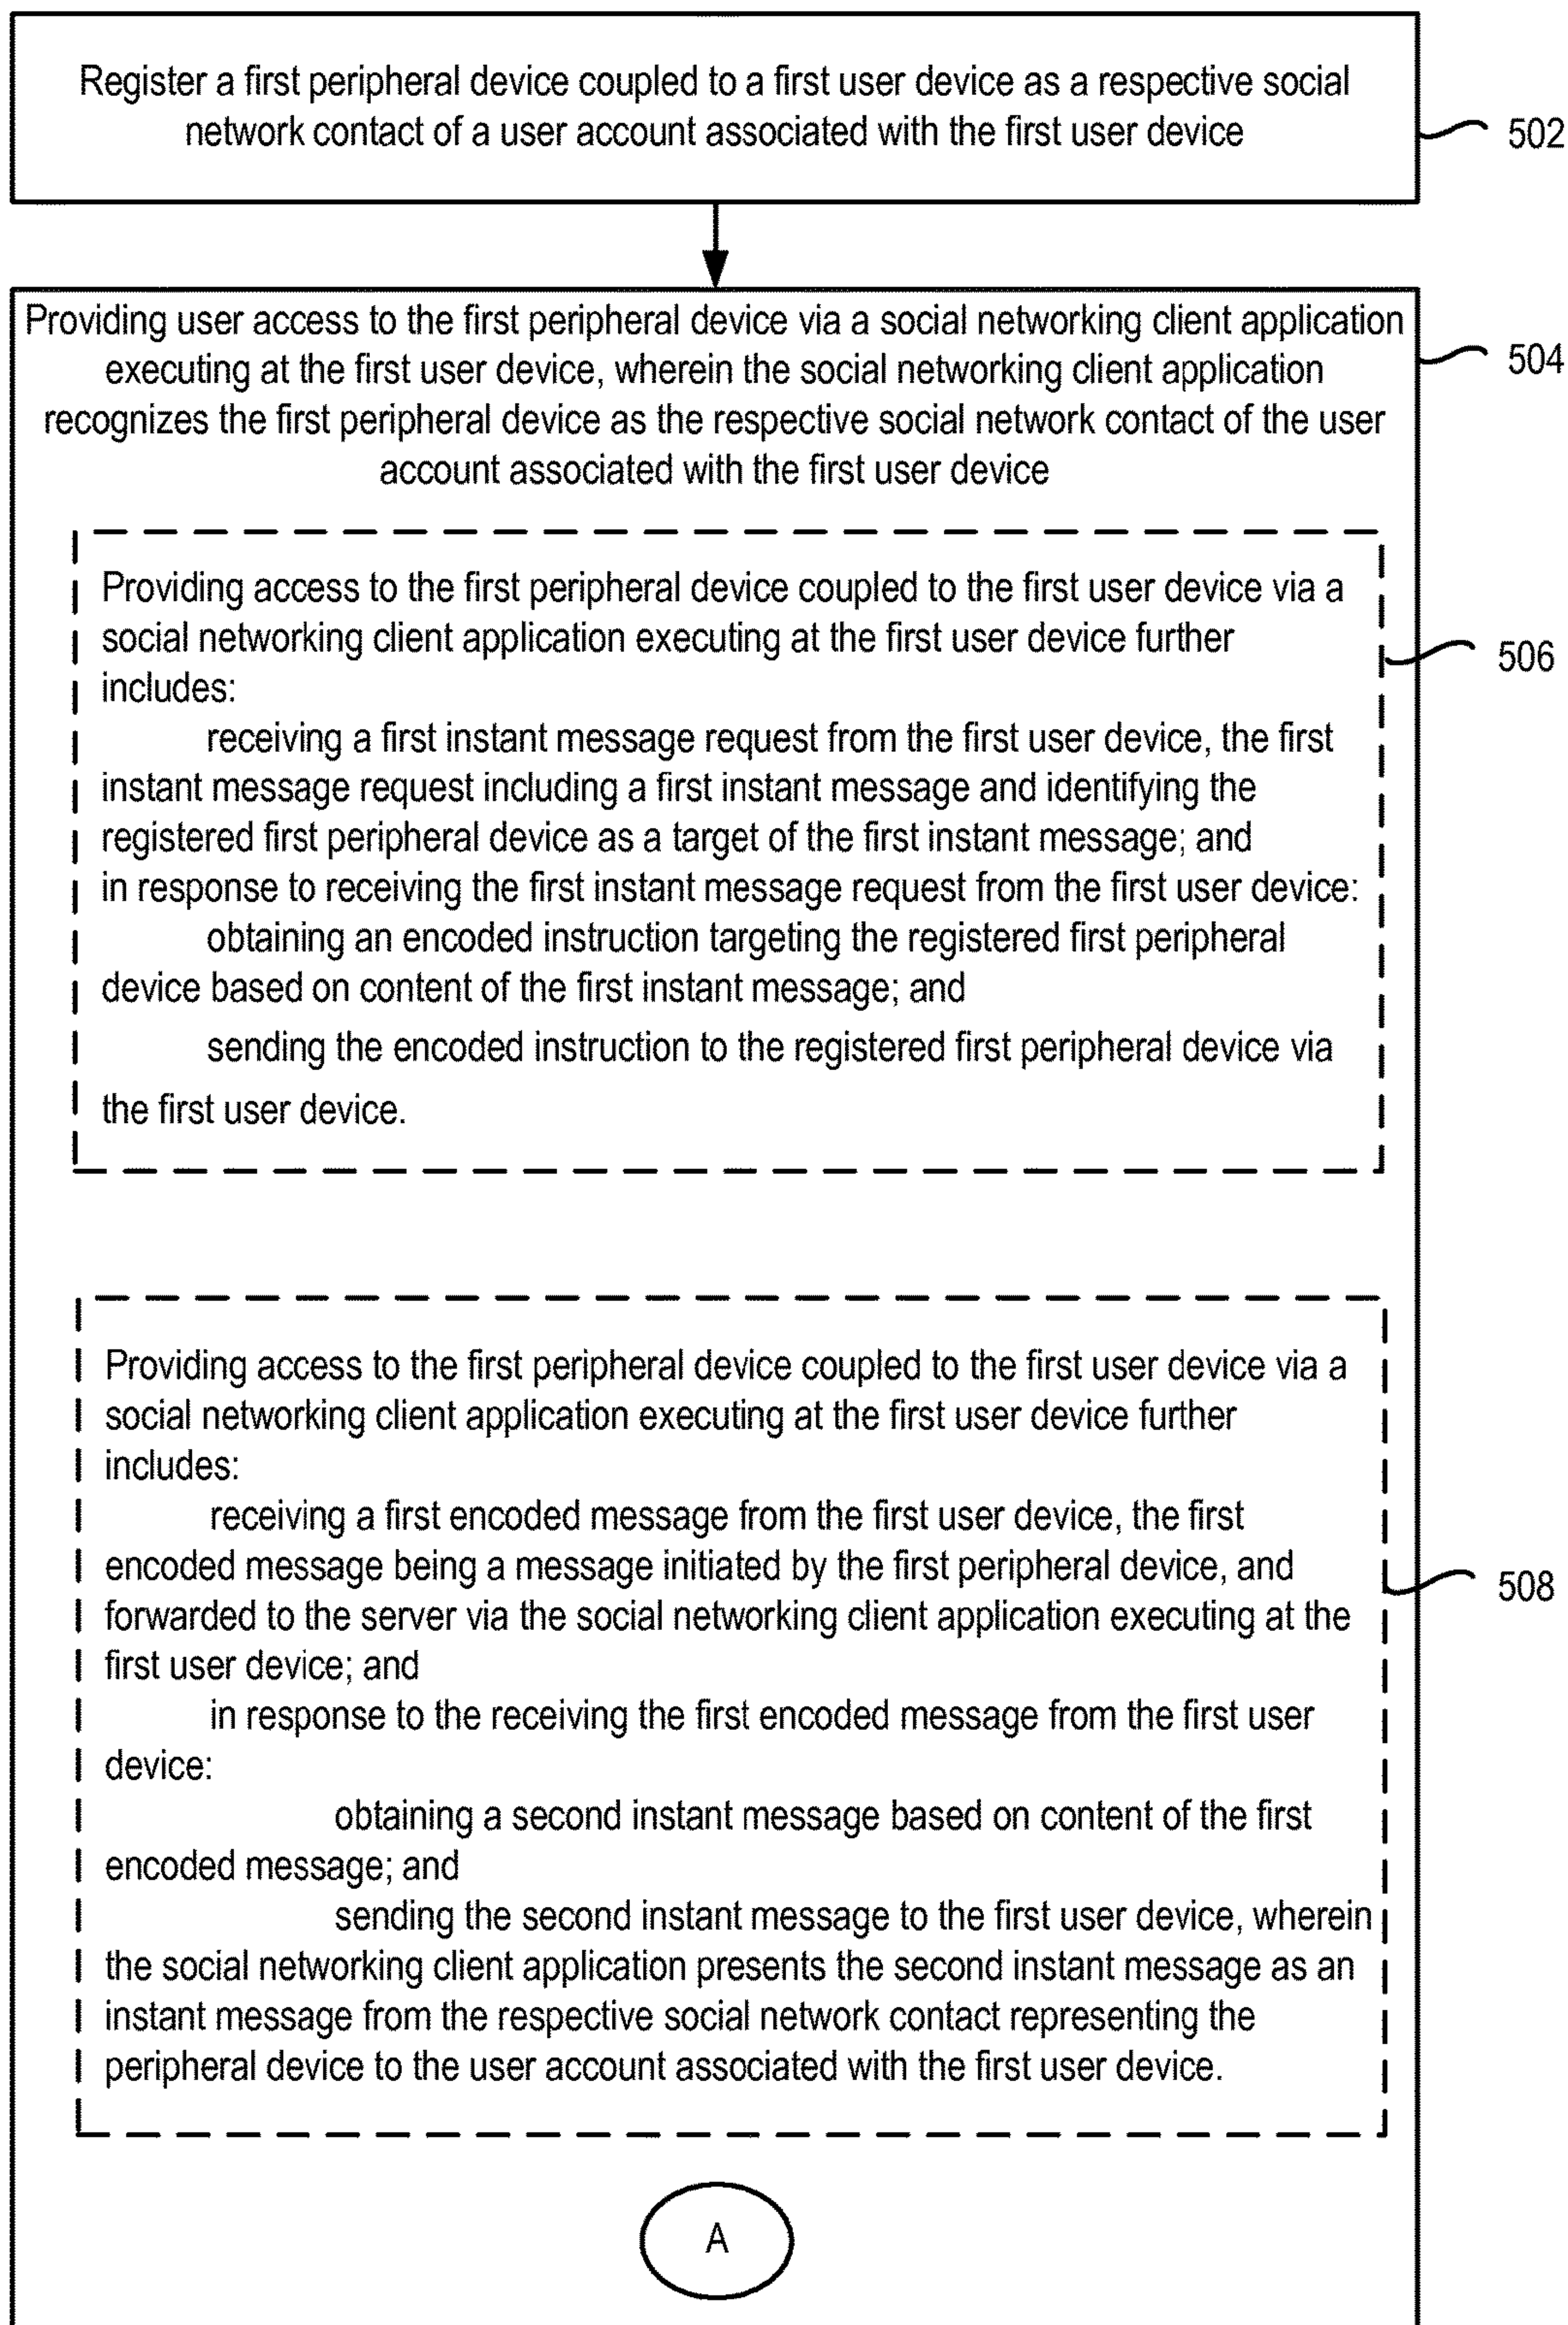 Register a first peripheral device coupled to a first user device as a respective social
network contact of a user account associated with the first user device
502
Providing user access to the first peripheral device via a social networking client application
executing at the first user device, wherein the social networking client application
recognizes the first peripheral device as the respective social network contact of the user
account associated with the first user device
504
Providing access to the first peripheral device coupled to the first user device via a
social networking client application executing at the first user device further
includes:
receiving a first instant message request from the first user device, the first
instant message request including a first instant message and identifying the
registered first peripheral device as a target of the first instant message; and
in response to receiving the first instant message request from the first user device:
obtaining an encoded instruction targeting the registered first peripheral
device based on content of the first instant message; and
sending the encoded instruction to the registered first peripheral device via
the first user device.
506
Providing access to the first peripheral device coupled to the first user device via a
social networking client application executing at the first user device further
includes:
receiving a first encoded message from the first user device, the first
encoded message being a message initiated by the first peripheral device, and
forwarded to the server via the social networking client application executing at the
first user device; and
in response to the receiving the first encoded message from the first user
device:
obtaining a second instant message based on content of the first
encoded message; and
sending the second instant message to the first user device, wherein
the social networking client application presents the second instant message as an
instant message from the respective social network contact representing the
peripheral device to the user account associated with the first user device.
508
A